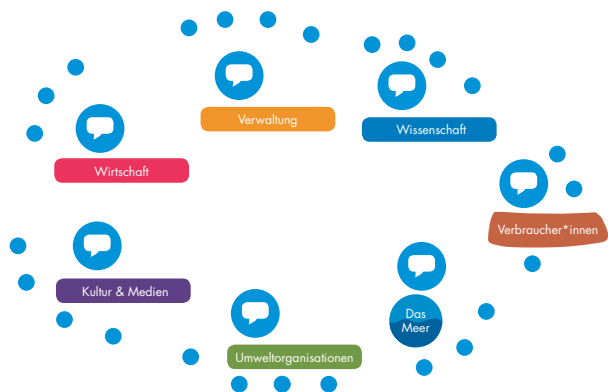 Verwaltung
Wissenschaft
Wirtschaft
Verbraucher*innen
Kultur & Medien
Das
Meer
Umweltorganisationen